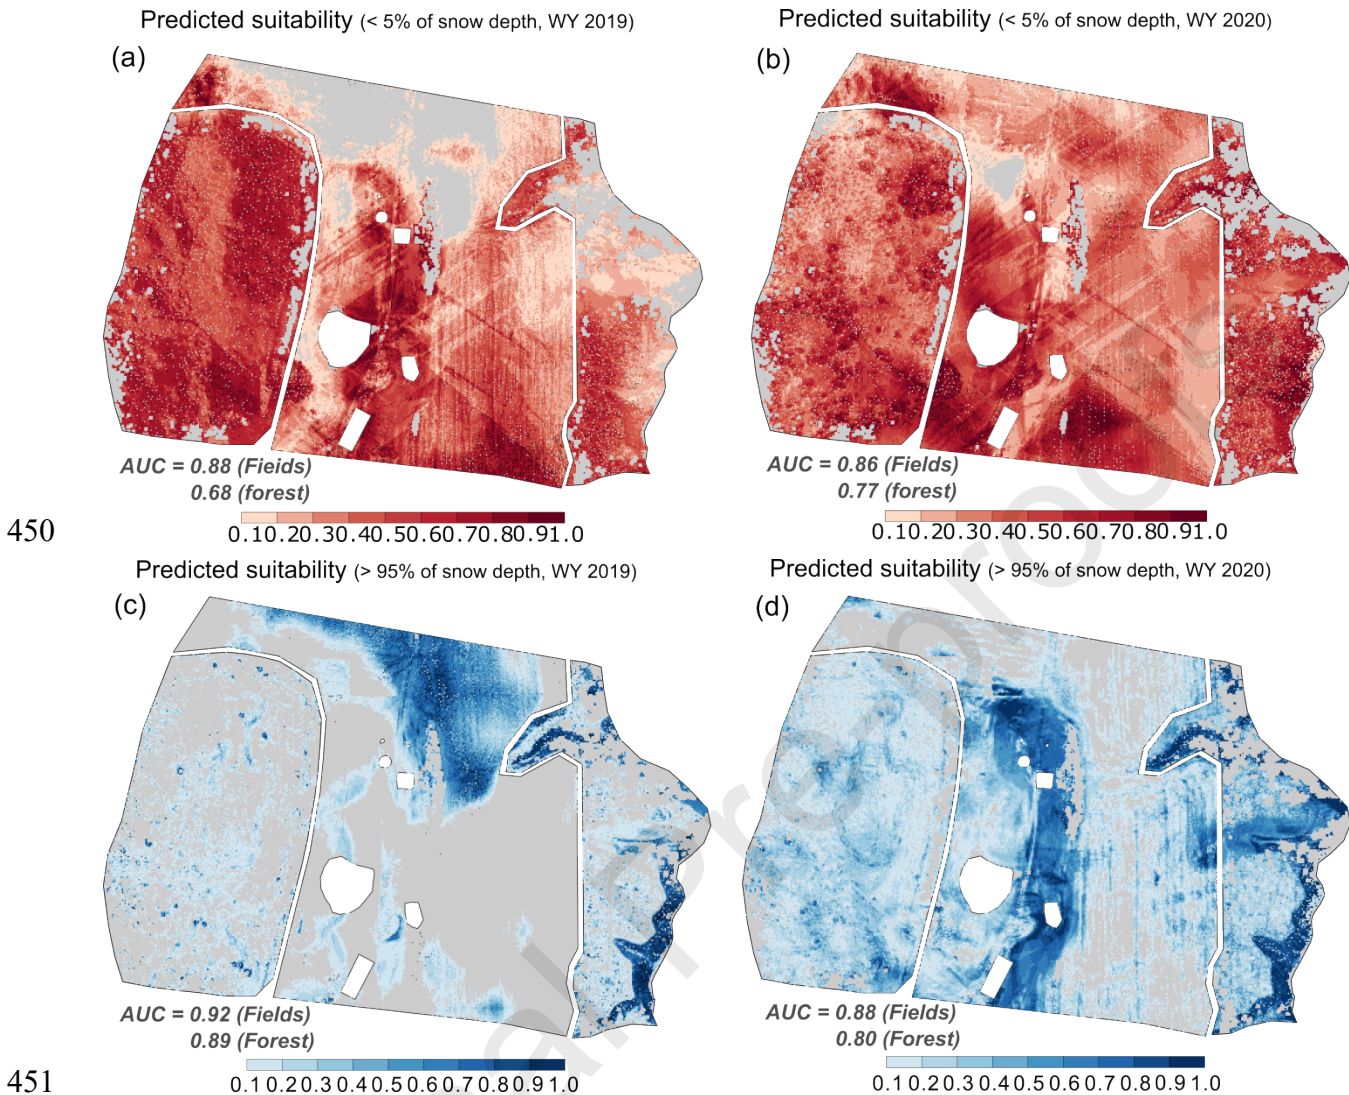 Predicted suitability (< 5% of snow depth, WY 2019)
Predicted suitability (< 5% of snow depth, WY 2020)
(a)
(b)
AUC = 0.88 (Fieids)
0.68 (forest)
AUC = 0.86 (Fields)
0.77 (forest)
450
0.10.20.30.40.50.60.70.80.91.0
0.10.20.30.40.50.60.70.80.91.0
Predicted suitability (> 95% of snow depth, WY 2019)
Predicted suitability (> 95% of snow depth, WY 2020)
(c)
(d)
AUC = 0.92 (Fields)
0.89 (Forest)
AUC = 0.88 (Fields)
0.80 (Forest)
451
0.1 0.2 0.3 0.4 0.5 0.6 0.7 0.8 0.9 1.0
0.1 0.2 0.3 0.4 0.5 0.6 0.7 0.8 0.9 1.0
al Pre-proofs